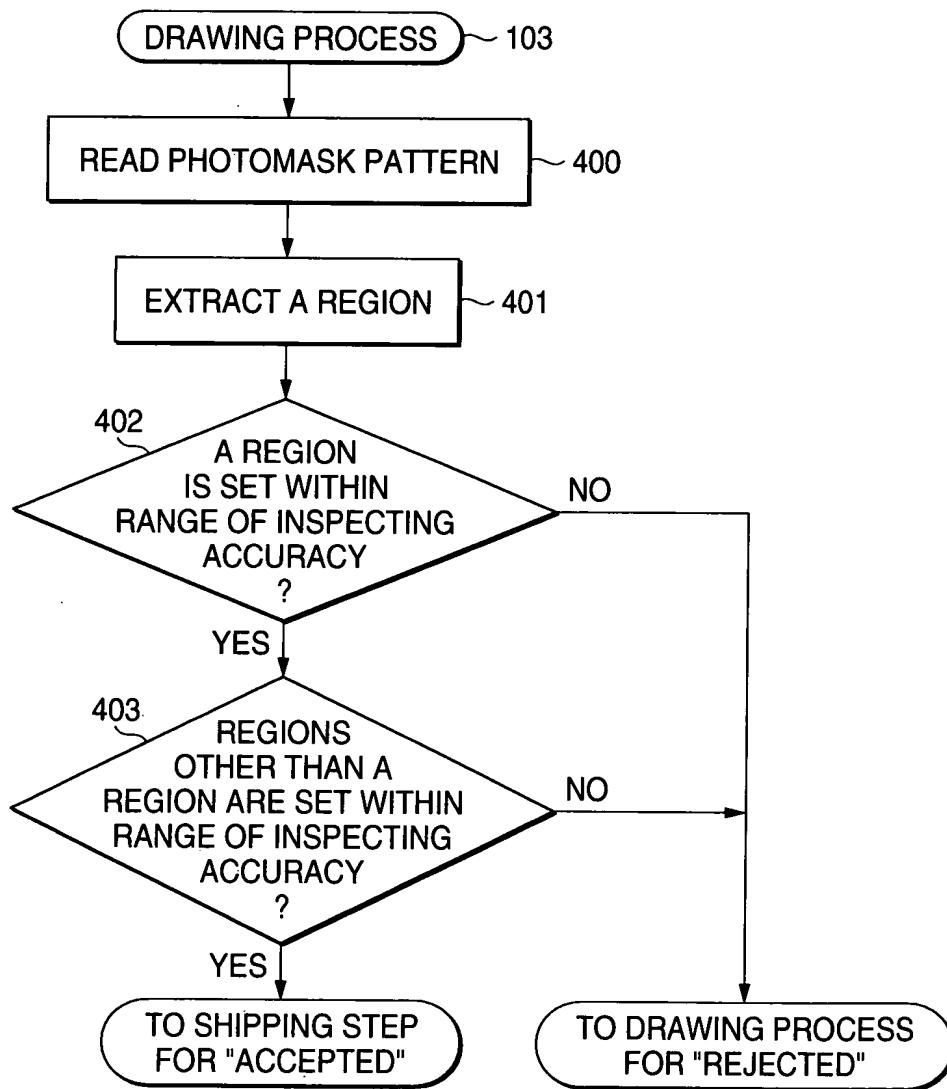 DRAWING PROCESS
103
READ PHOTOMASK PATTERN
400
EXTRACT A REGION
401
402
A REGION
IS SET WITHIN
RANGE OF INSPECTING
ACCURACY
?
NO
YES
403
REGIONS
OTHER THAN A
REGION ARE SET WITHIN
RANGE OF INSPECTING
ACCURACY
?
NO
YES
TO SHIPPING STEP
FOR "ACCEPTED"
TO DRAWING PROCESS
FOR "REJECTED"